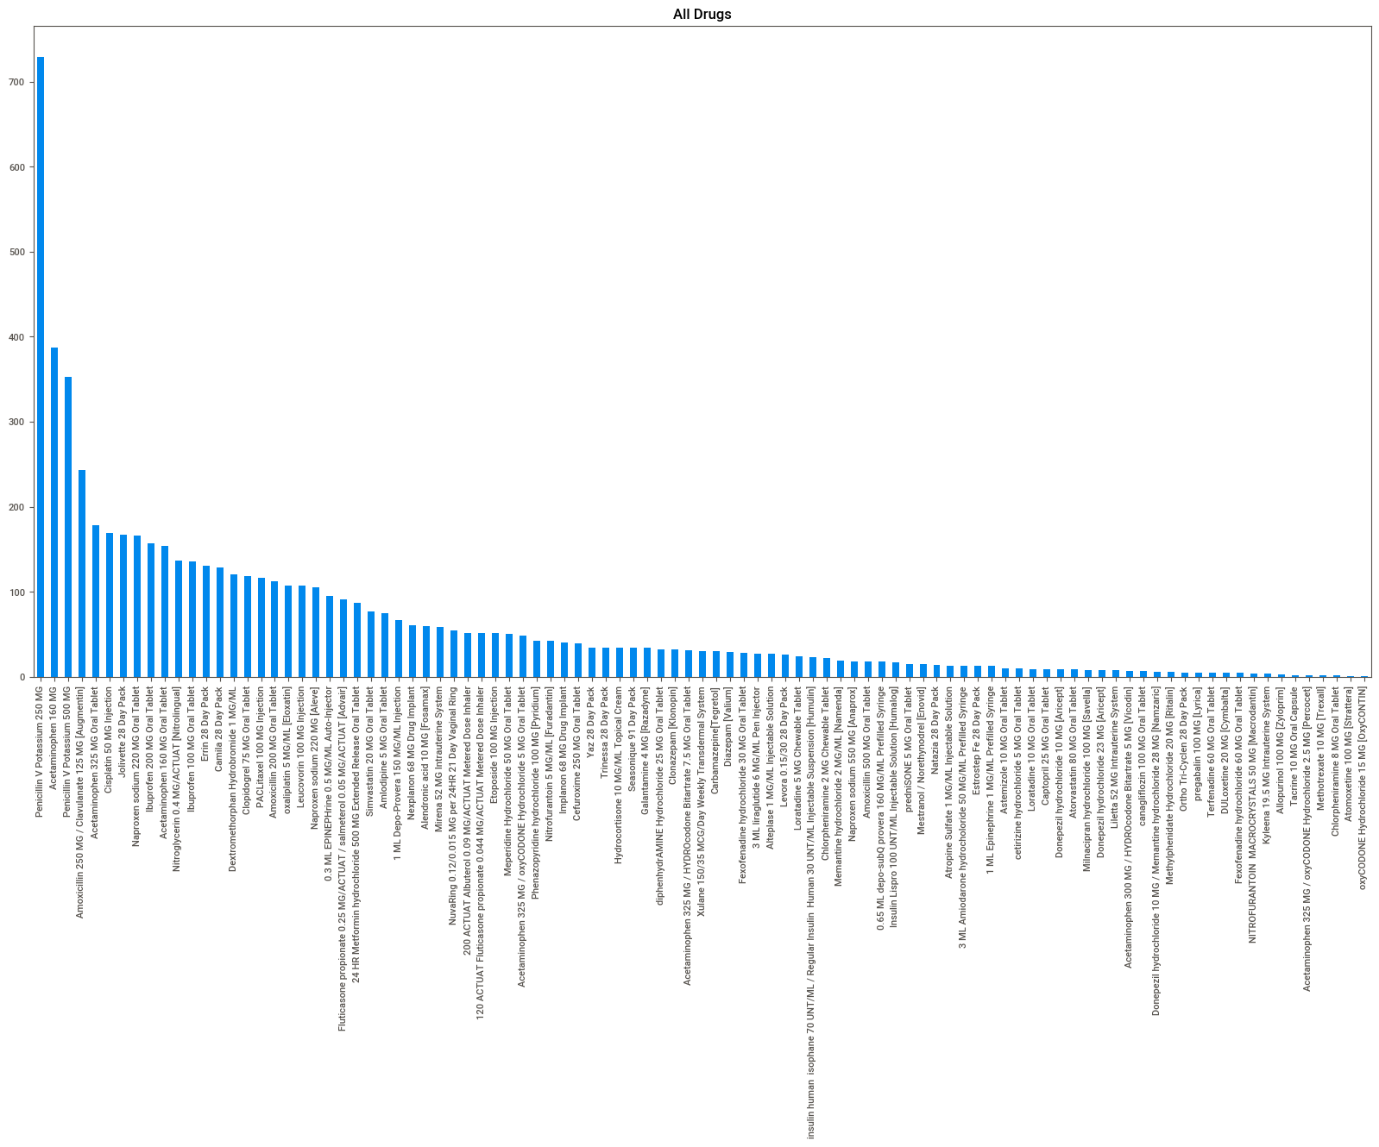 All Drugs
700
600
500
400
300
200
100
0
Penicillin V Potassium 250 MG
Acetaminophen 160 MG
Penicillin V Potassium 500 MG
Amoxicillin 250 MG / Clavulanate 125 MG [Augmentin]
Acetaminophen 325 MG Oral Tablet
Cisplatin 50 MG Injection
Jolivette 28 Day Pack
Naproxen sodium 220 MG Oral Tablet
Ibuprofen 200 MG Oral Tablet
Acetaminophen 160 MG Oral Tablet
Nitroglycerin 0.4 MG/ACTUAT [Nitrolingual]
Ibuprofen 100 MG Oral Tablet
Errin 28 Day Pack
Camila 28 Day Pack
Dextromethorphan Hydrobromide 1 MG/ML
Clopidogrel 75 MG Oral Tablet
PACLitaxel 100 MG Injection
Amoxicillin 200 MG Oral Tablet
oxaliplatin 5 MG/ML [Eloxatin]
Leucovorin 100 MG Injection
Naproxen sodium 220 MG [Aleve]
0.3 ML EPINEPHrine 0.5 MG/ML Auto-Injector
Fluticasone propionate 0.25 MG/ACTUAT / salmeterol 0.05 MG/ACTUAT [Advair]
24 HR Metformin hydrochloride 500 MG Extended Release Oral Tablet
Simvastatin 20 MG Oral Tablet
Amlodipine 5 MG Oral Tablet
1 ML Depo-Provera 150 MG/ML Injection
Nexplanon 68 MG Drug Implant
Alendronic acid 10 MG [Fosamax]
Mirena 52 MG Intrauterine System
NuvaRing 0.12/0.015 MG per 24HR 21 Day Vaginal Ring
200 ACTUAT Albuterol 0.09 MG/ACTUAT Metered Dose Inhaler
120 ACTUAT Fluticasone propionate 0.044 MG/ACTUAT Metered Dose Inhaler
Etoposide 100 MG Injection
Meperidine Hydrochloride 50 MG Oral Tablet
Acetaminophen 325 MG / oxyCODONE Hydrochloride 5 MG Oral Tablet
Phenazopyridine hydrochloride 100 MG [Pyridium]
Nitrofurantoin 5 MG/ML [Furadantin]
Implanon 68 MG Drug Implant
Cefuroxime 250 MG Oral Tablet
Yaz 28 Day Pack
Trinessa 28 Day Pack
Hydrocortisone 10 MG/ML Topical Cream
Seasonique 91 Day Pack
Galantamine 4 MG [Razadyne]
diphenhydrAMINE Hydrochloride 25 MG Oral Tablet
Clonazepam [Klonopin]
Acetaminophen 325 MG / HYDROcodone Bitartrate 7.5 MG Oral Tablet
Xulane 150/35 MCG/Day Weekly Transdermal System
Carbamazepine[Tegretol]
Diazepam [Valium]
Fexofenadine hydrochloride 30 MG Oral Tablet
3 ML liraglutide 6 MG/ML Pen Injector
Alteplase 1 MG/ML Injectable Solution
Levora 0.15/30 28 Day Pack
Loratadine 5 MG Chewable Tablet
insulin human  isophane 70 UNT/ML / Regular Insulin  Human 30 UNT/ML Injectable Suspension [Humulin]
Chlorpheniramine 2 MG Chewable Tablet
Memantine hydrochloride 2 MG/ML [Namenda]
Naproxen sodium 550 MG [Anaprox]
Amoxicillin 500 MG Oral Tablet
0.65 ML depo-subQ provera 160 MG/ML Prefilled Syringe
Insulin Lispro 100 UNT/ML Injectable Solution [Humalog]
predniSONE 5 MG Oral Tablet
Mestranol / Norethynodrel [Enovid]
Natazia 28 Day Pack
Atropine Sulfate 1 MG/ML Injectable Solution
3 ML Amiodarone hydrocholoride 50 MG/ML Prefilled Syringe
Estrostep Fe 28 Day Pack
1 ML Epinephrine 1 MG/ML Prefilled Syringe
Astemizole 10 MG Oral Tablet
cetirizine hydrochloride 5 MG Oral Tablet
Loratadine 10 MG Oral Tablet
Captopril 25 MG Oral Tablet
Donepezil hydrochloride 10 MG [Aricept]
Atorvastatin 80 MG Oral Tablet
Milnacipran hydrochloride 100 MG [Savella]
Donepezil hydrochloride 23 MG [Aricept]
Liletta 52 MG Intrauterine System
Acetaminophen 300 MG / HYDROcodone Bitartrate 5 MG [Vicodin]
canagliflozin 100 MG Oral Tablet
Donepezil hydrochloride 10 MG / Memantine hydrochloride 28 MG [Namzaric]
Methylphenidate Hydrochloride 20 MG [Ritalin]
Ortho Tri-Cyclen 28 Day Pack
pregabalin 100 MG [Lyrica]
Terfenadine 60 MG Oral Tablet
DULoxetine 20 MG [Cymbalta]
Fexofenadine hydrochloride 60 MG Oral Tablet
NITROFURANTOIN  MACROCRYSTALS 50 MG [Macrodantin]
Kyleena 19.5 MG Intrauterine System
Allopurinol 100 MG [Zyloprim]
Tacrine 10 MG Oral Capsule
Acetaminophen 325 MG / oxyCODONE Hydrochloride 2.5 MG [Percocet]
Methotrexate 10 MG [Trexall]
Chlorpheniramine 8 MG Oral Tablet
Atomoxetine 100 MG [Strattera]
oxyCODONE Hydrochloride 15 MG [OxyCONTIN]